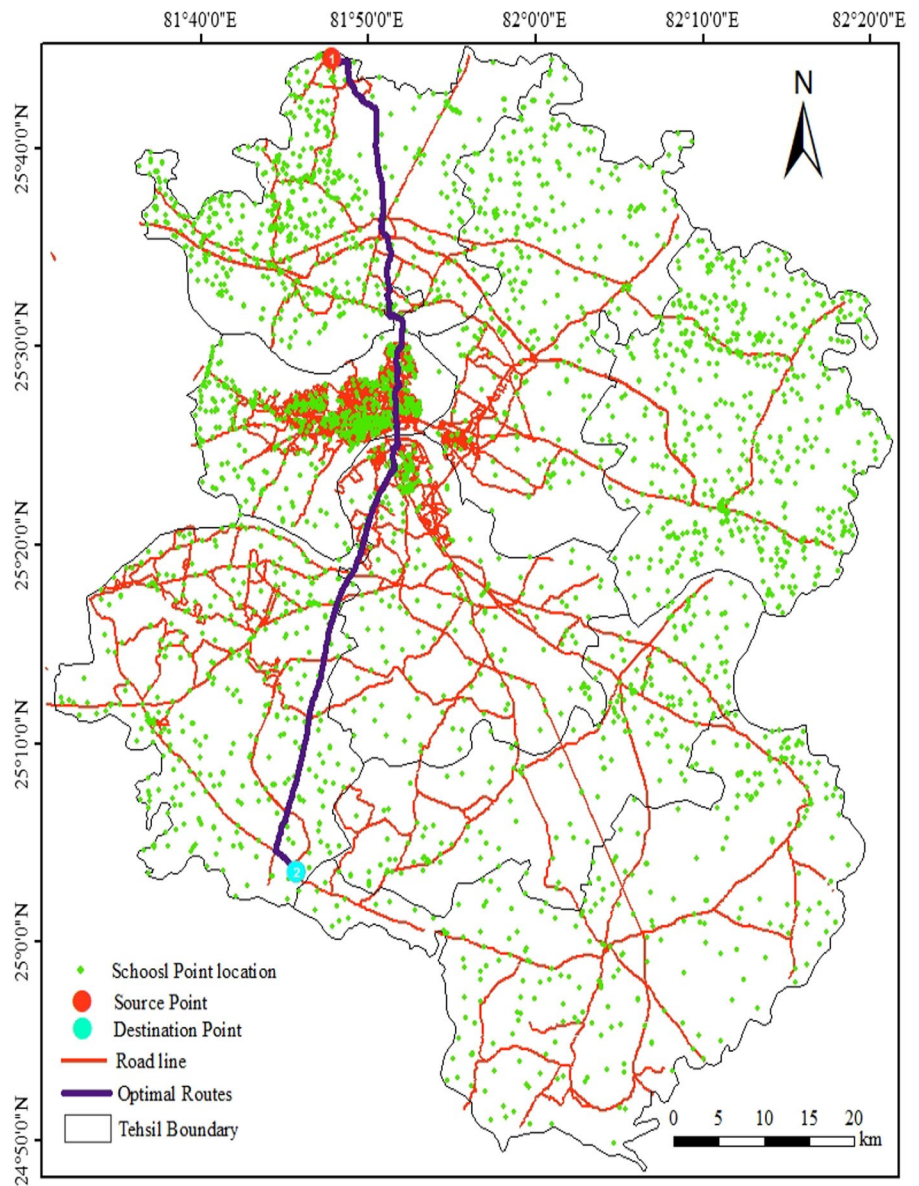 81°40'0"E 81°50'0"E 82°0'0"E 82°10'0"E 82°20'0"E
1
N
25°40'0"N
25°30'0"N
25°20'0"N
25°10'0"N
2
25°0'0"N
24°50'0"N
Schoosl Point location
Source Point
Destination Point
Road line
Optimal Routes
Tehsil Boundary
0 5 10 15 20
km